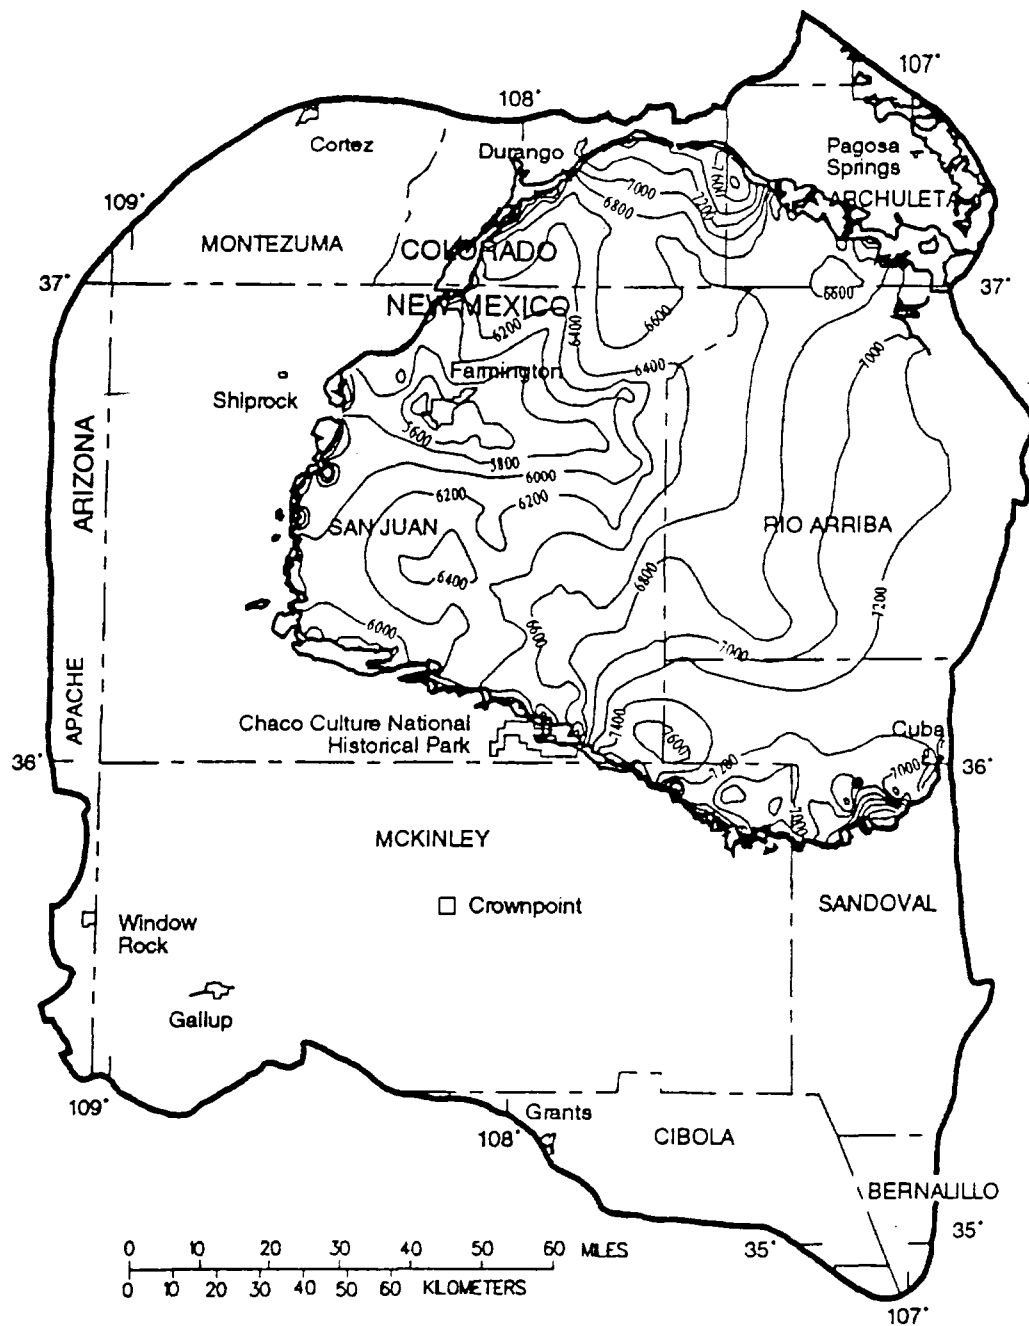 107°
108°
Cortez
Durango
Pagosa
Springs
ARCHULETA
109°
MONTEZUMA
COLORADO
7000
7200
7400
6800
37°
NEW MEXICO
6600
37°
6200
6400
6600
7000
Farmington
6400
Shiprock
5600
5800
6000
ARIZONA
6200
6200
SAN JUAN
RIO ARRIBA
6400
6800
7200
6000
6600
7000
APACHE
Chaco Culture National
Historical Park
7400
7600
Cuba
36°
7200
7000
36°
7000
MCKINLEY
Crownpoint
SANDOVAL
Window
Rock
Gallup
109°
Grants
108°
CIBOLA
BERNALILLO
35°
35°
0 10 20 30 40 50 60 MILES
0 10 20 30 40 50 60 KILOMETERS
107°